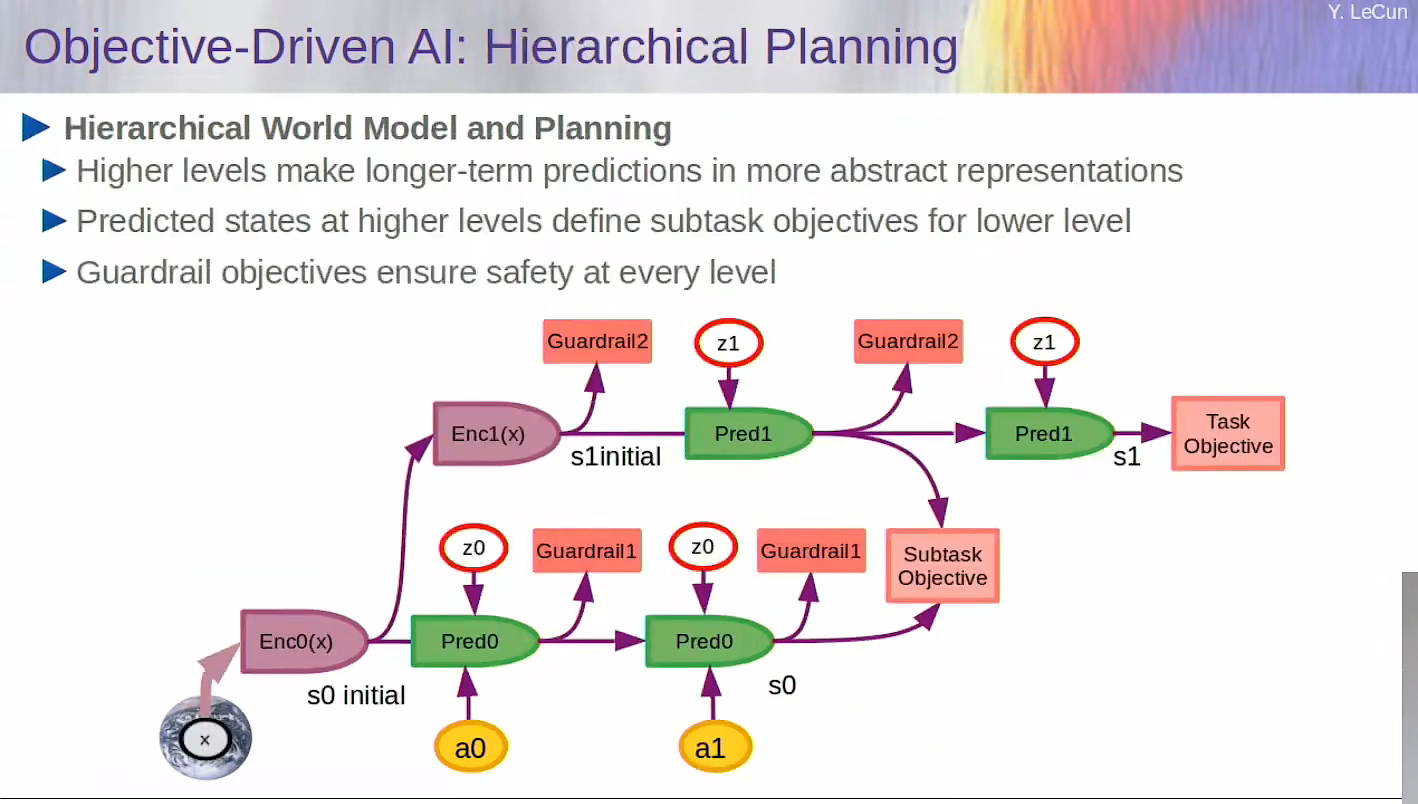 Y. LeCun
Objective-Driven AI: Hierarchical Planning
Hierarchical World Model and Planning
Higher levels make longer-term predictions in more abstract representations
Predicted states at higher levels define subtask objectives for lower level
Guardrail objectives ensure safety at every level
Guardrail2
z1
Guardrail2
z1
Enc1(x)
s1initial
Pred1
Pred1
s1
Task
Objective
z0
Guardrail1
z0
Guardrail1
Subtask
Objective
Enc0(x)
s0 initial
Pred0
Pred0
s0
x
a0
a1